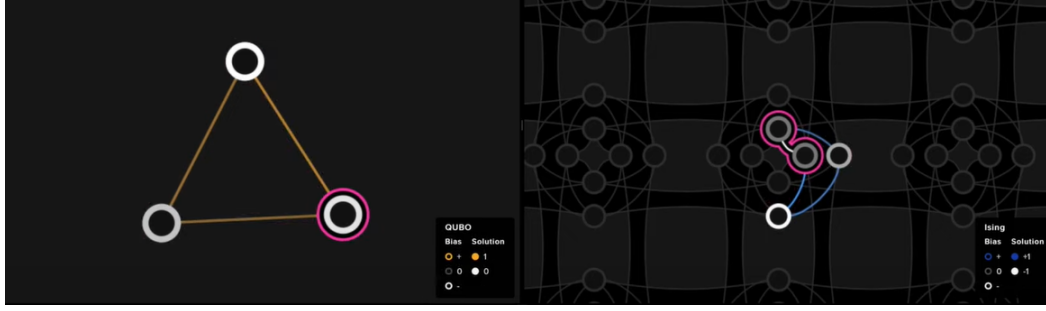 QUBO
Bias Solution
+ 1
0 0
-
Ising
Bias Solution
+ +1
0 -1
-